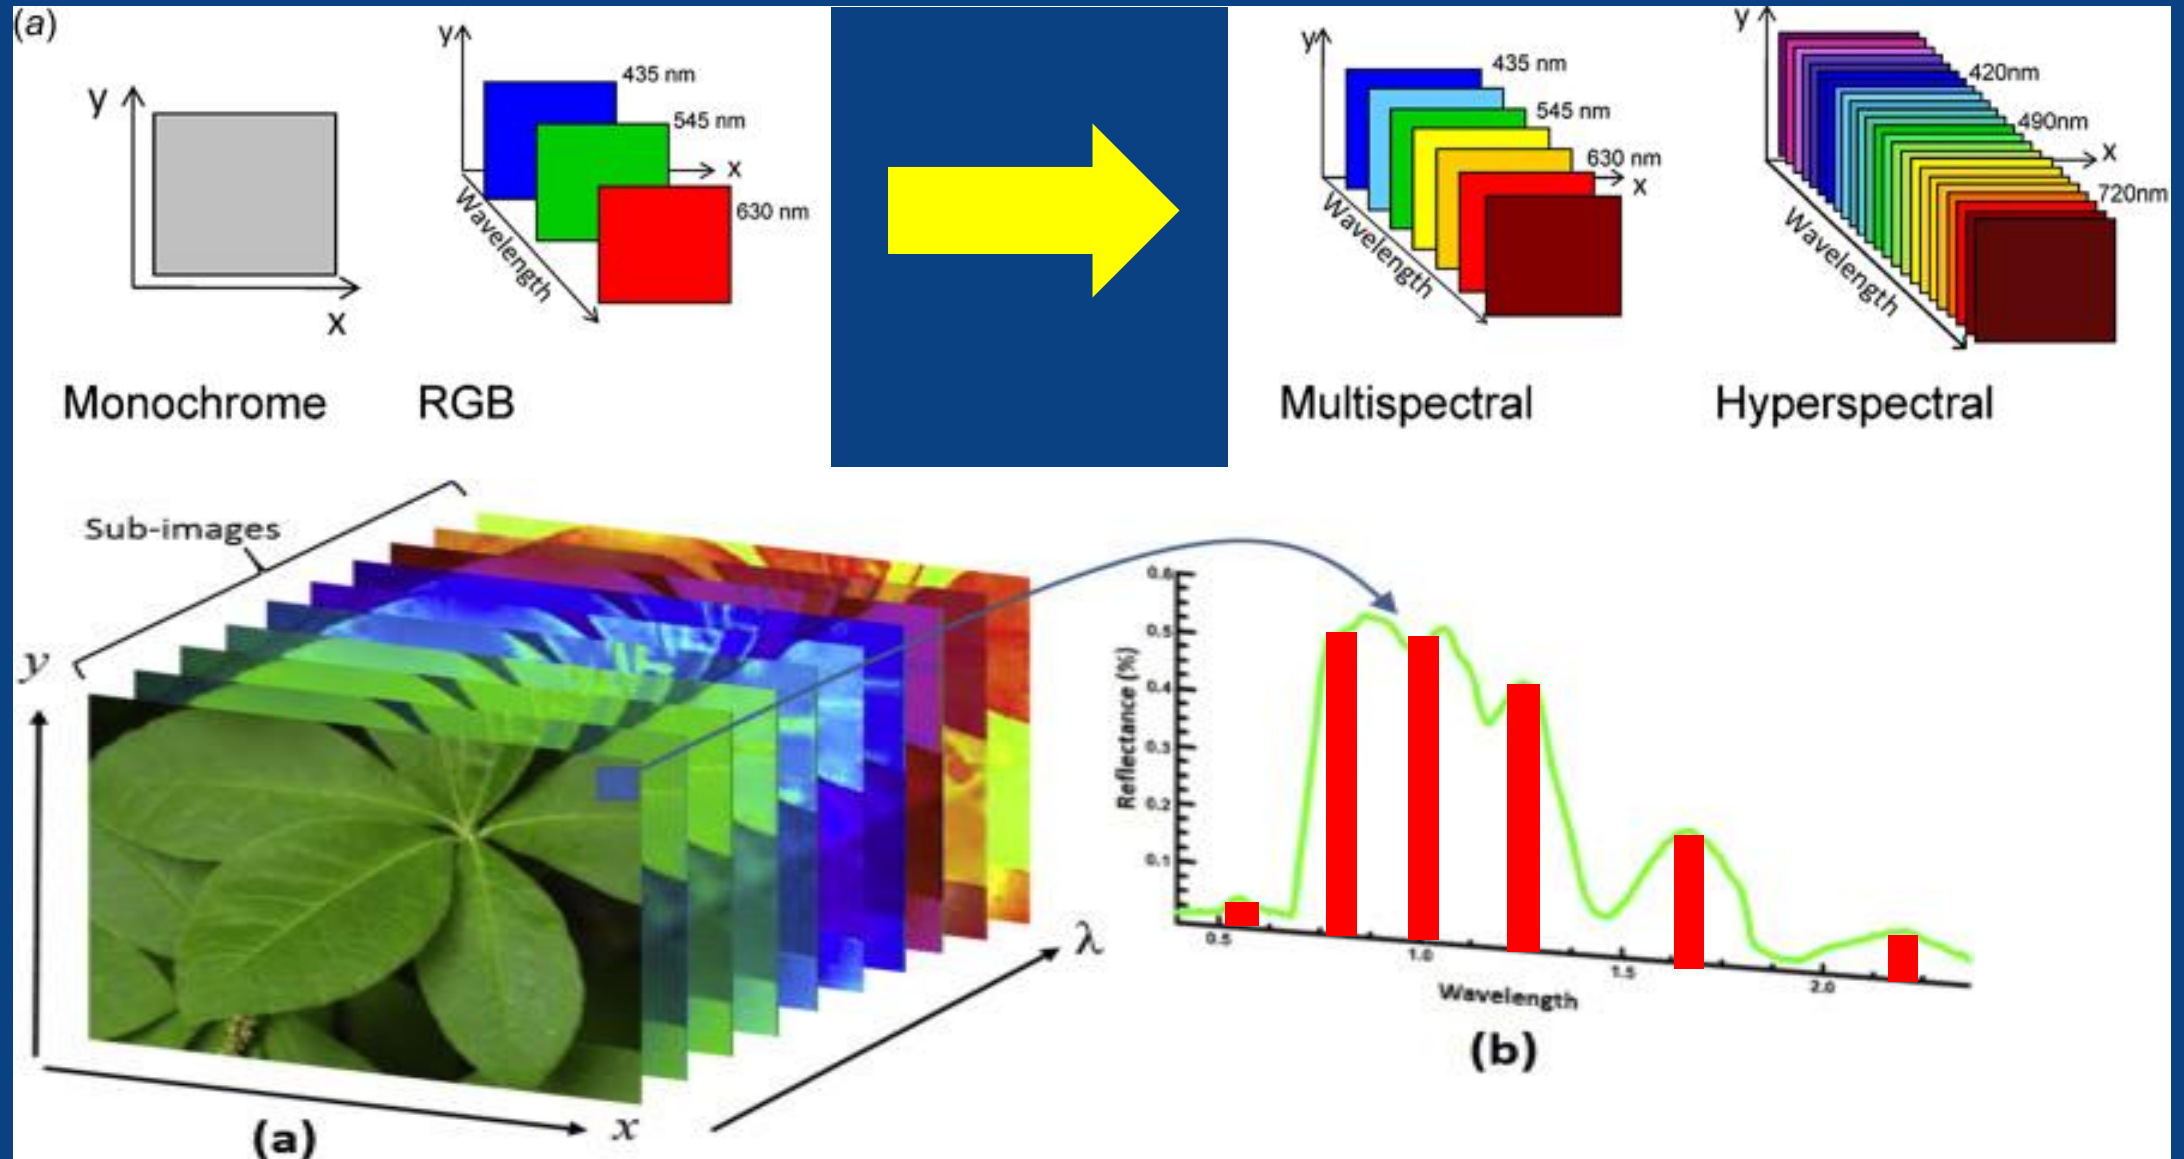 (a)
y
x
Monochrome
y
435 nm
545 nm
x
630 nm
Wavelength
RGB
y
435 nm
545 nm
630 nm
x
Wavelength
Multispectral
y
420nm
490nm
x
720nm
Wavelength
Hyperspectral
Sub-images
y
x
λ
(a)
0.6
0.5
0.4
0.3
0.2
0.1
Reflectance (%)
0.5
1.0
1.5
2.0
Wavelength
(b)